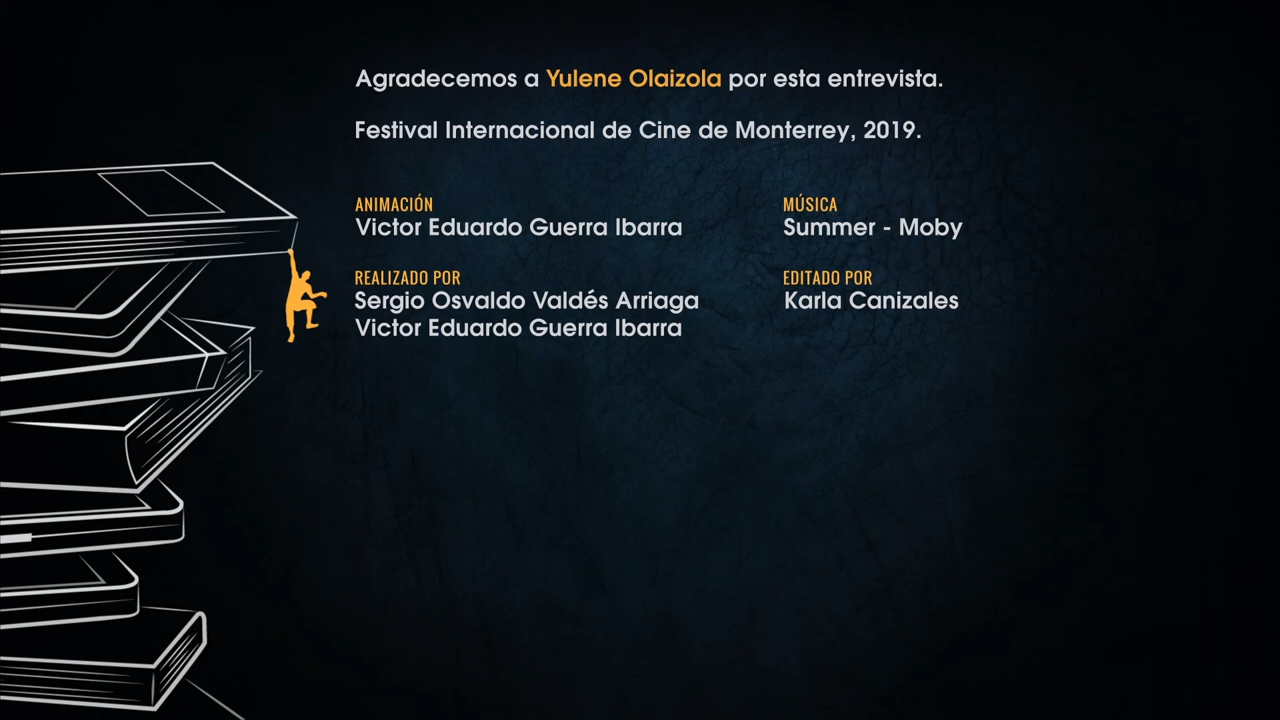 Agradecemos a Yulene Olaizola por esta entrevista.
Festival Internacional de Cine de Monterrey, 2019.
ANIMACIÓN
Victor Eduardo Guerra Ibarra
MÚSICA
Summer - Moby
REALIZADO POR
Sergio Osvaldo Valdés Arriaga
Victor Eduardo Guerra Ibarra
EDITADO POR
Karla Canizales